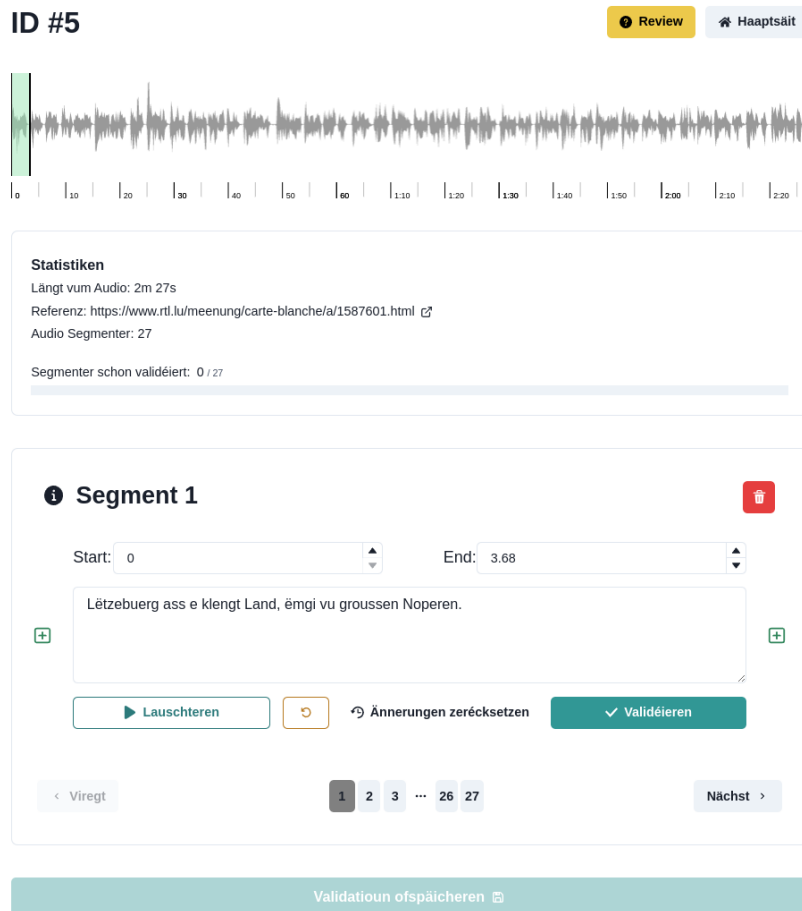 ID #5
Review
Haaptsäit
0 10 20 30 40 50 60 1:10 1:20 1:30 1:40 1:50 2:00 2:10 2:20
Statistiken
Längt vum Audio: 2m 27s
Referenz: https://www.rtl.lu/meenung/carte-blanche/a/1587601.html
Audio Segmenter: 27
Segmenter schon validéiert: 0 / 27
Segment 1
Start: 0 End: 3.68
Lëtzebuerg ass e klengt Land, ëmgi vu groussen Noperen.
Lauschteren Ännerungen zerécksetzen Validéieren
Viregt 1 2 3 ... 26 27 Nächst
Validatioun ofspäicheren